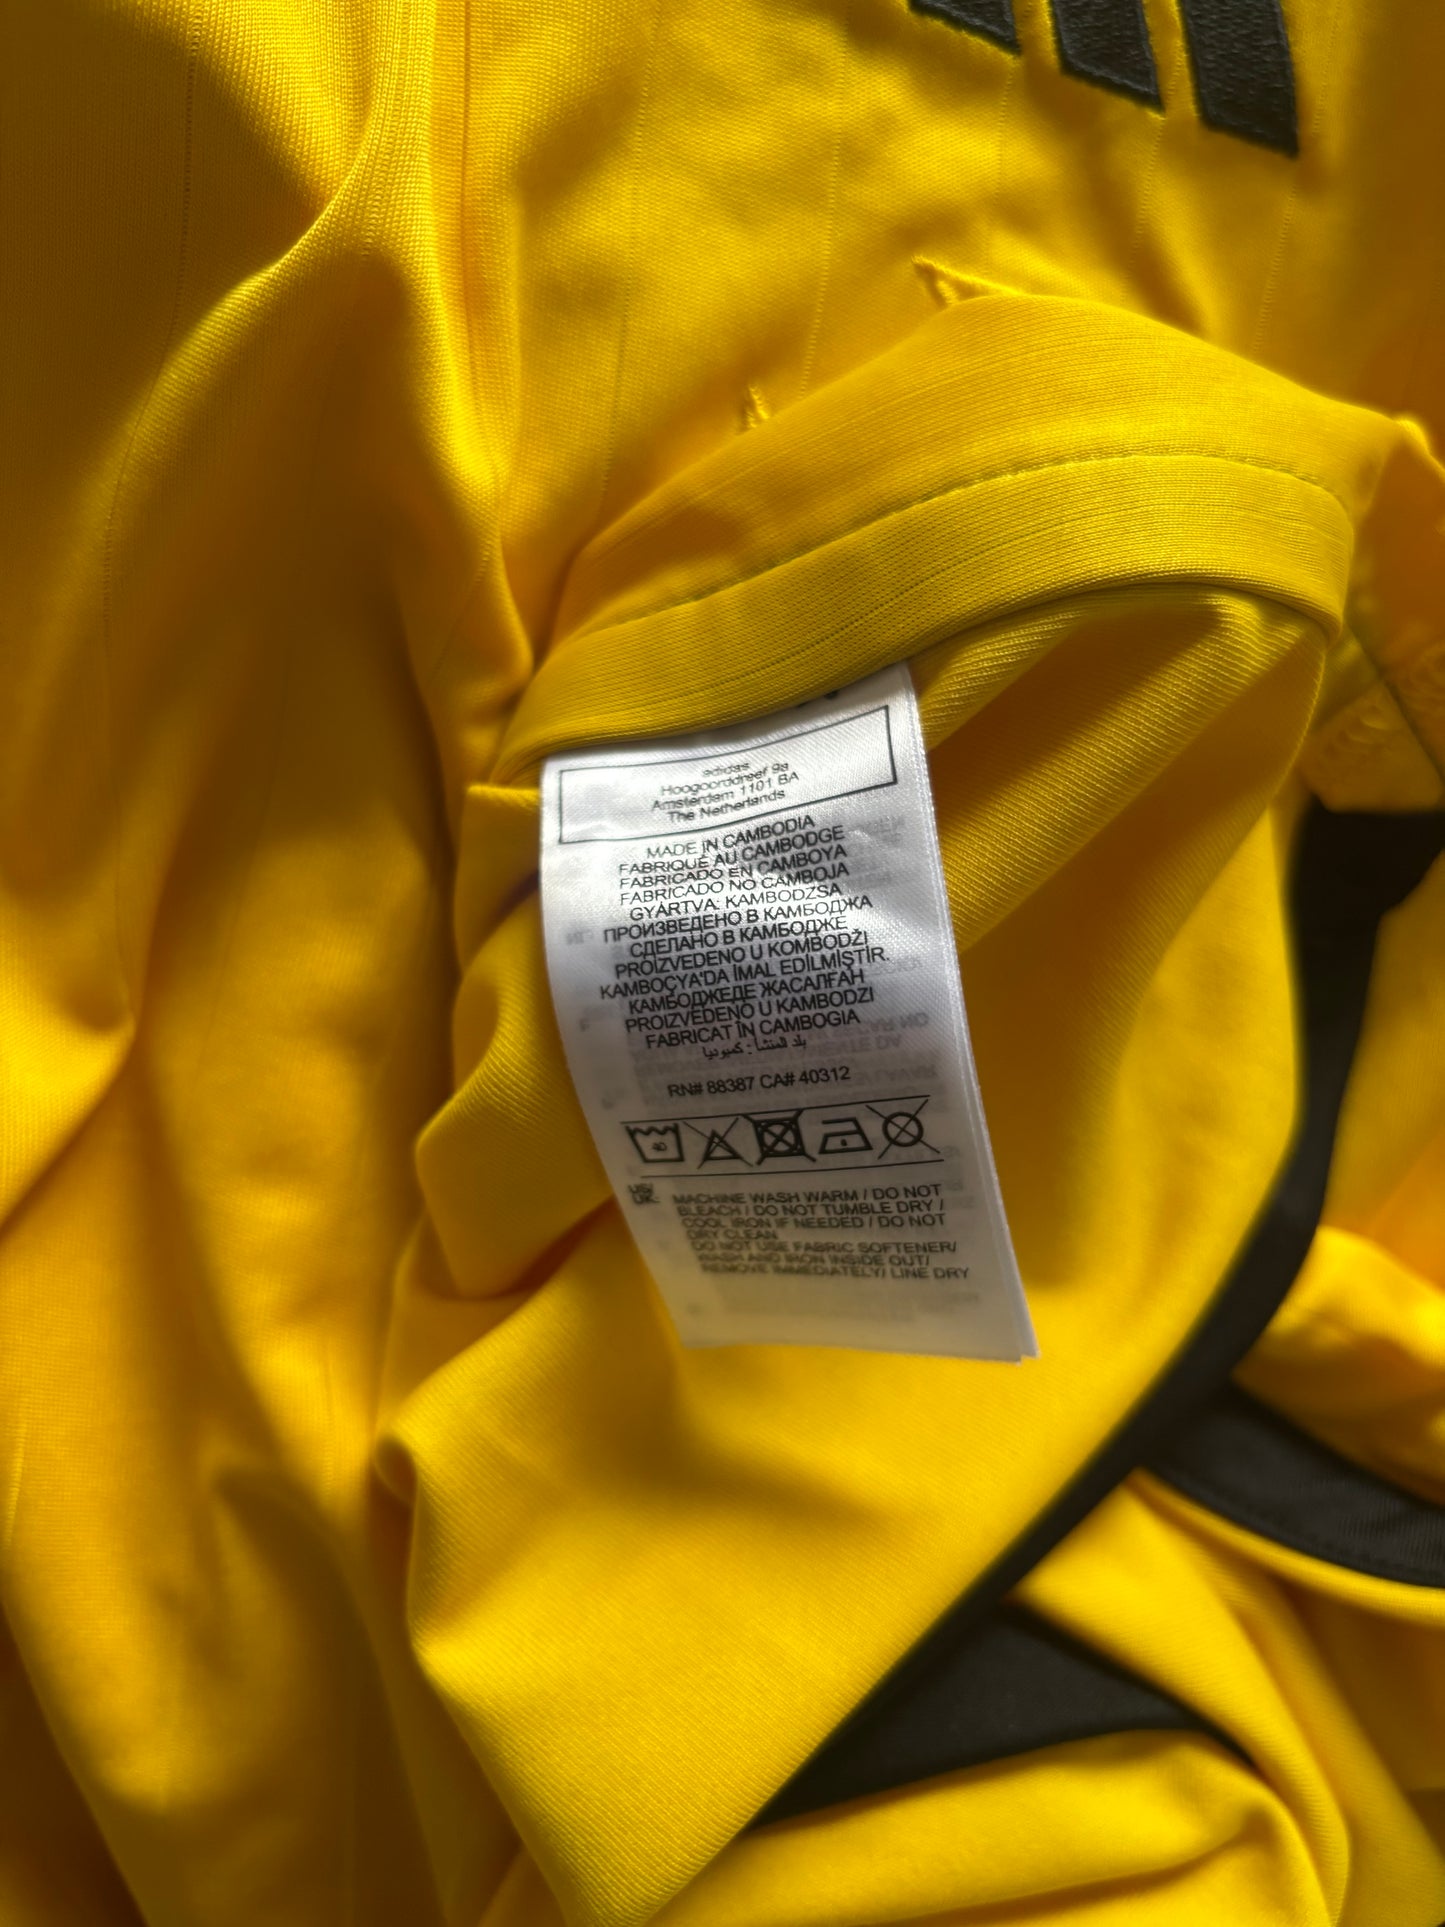 adidas
Hoogoorddreef 9a
Amsterdam 1101 BA
The Netherlands
MADE IN CAMBODIA
FABRIQUÉ AU CAMBODGE
FABRICADO EN CAMBOYA
FABRICADO NO CAMBOJA
GYÁRTVA: KAMBODZSA
ПРОИЗВЕДЕНО В КАМБОДЖА
СДЕЛАНО В КАМБОДЖЕ
PROIZVEDENO U KOMBODŽI
KAMBOÇYA'DA İMAL EDİLMİŞTİR.
КАМБОДЖЕДЕ ЖАСАЛҒАН
PROIZVEDENO U KAMBODZI
FABRICAT ÎN CAMBOGIA
بلد المنشأ: كمبوديا
RN# 88387 CA# 40312
40
US/
UK: MACHINE WASH WARM / DO NOT
BLEACH / DO NOT TUMBLE DRY /
COOL IRON IF NEEDED / DO NOT
DRY CLEAN
DO NOT USE FABRIC SOFTENER/
WASH AND IRON INSIDE OUT/
REMOVE IMMEDIATELY/ LINE DRY